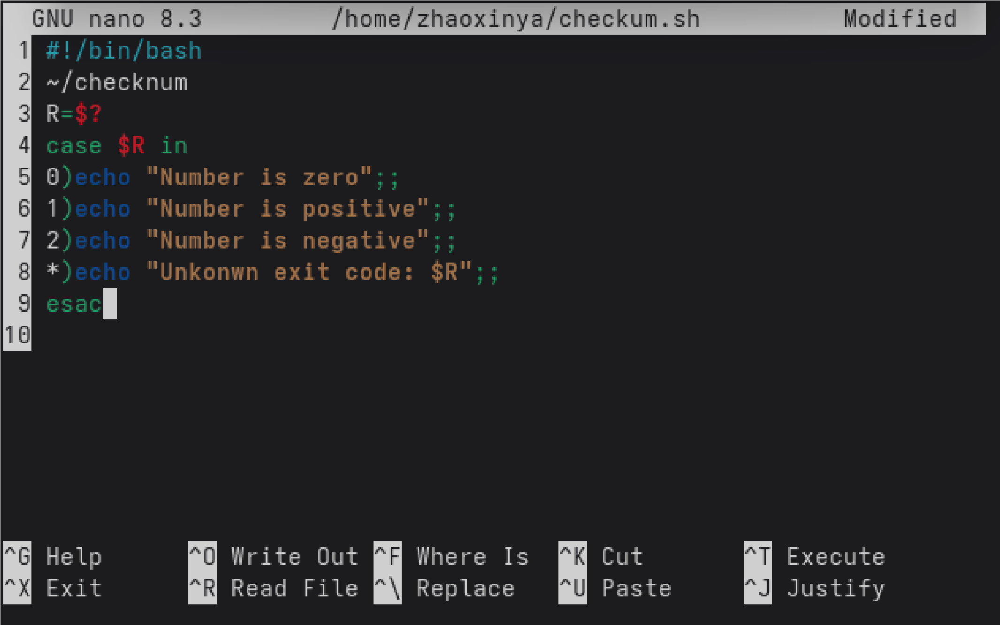 GNU nano 8.3 /home/zhaoxinya/checkum.sh Modified
1 #!/bin/bash
2 ~/checknum
3 R=$?
4 case $R in
5 0)echo "Number is zero";;
6 1)echo "Number is positive";;
7 2)echo "Number is negative";;
8 *)echo "Unkonwn exit code: $R";;
9 esac
10
^G Help ^O Write Out ^F Where Is ^K Cut ^T Execute
^X Exit ^R Read File ^\ Replace ^U Paste ^J Justify